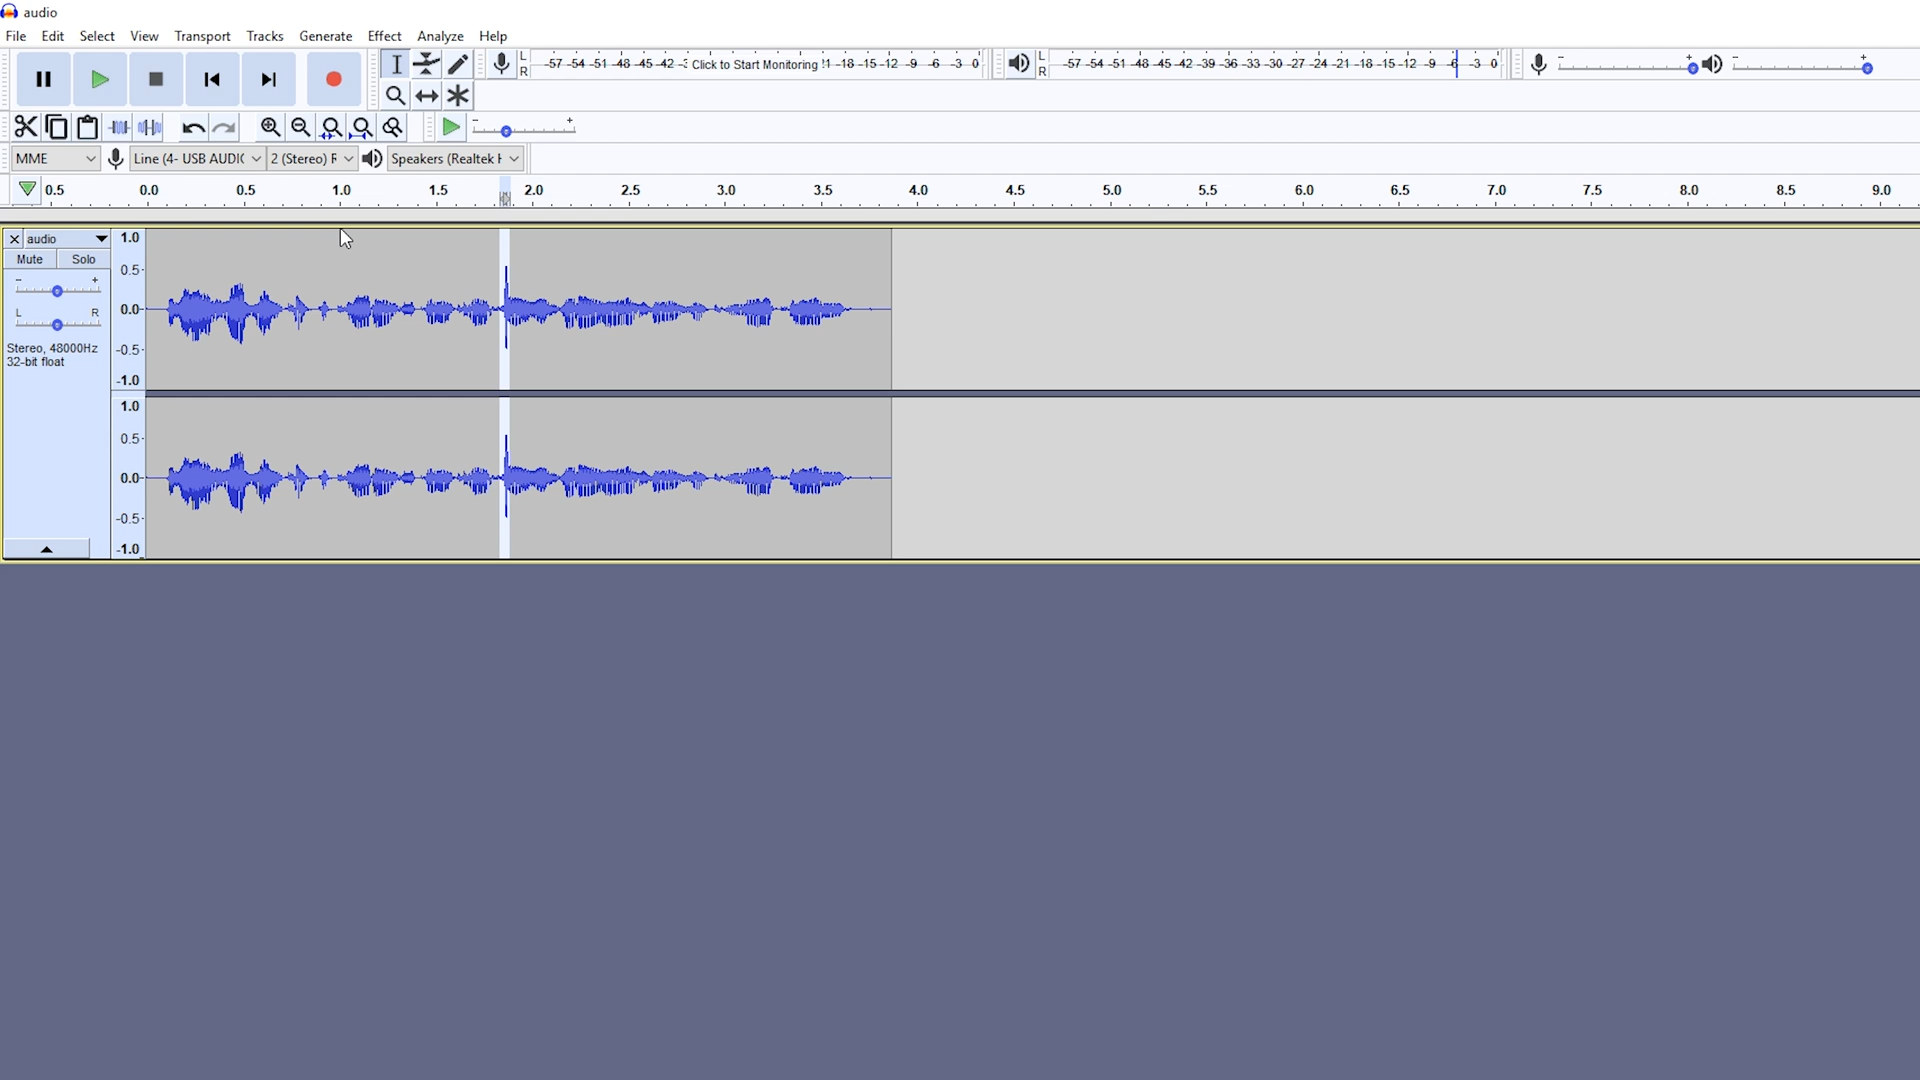 audio
File Edit Select View Transport Tracks Generate Effect Analyze Help
L
R
-57 -54 -51 -48 -45 -42 -3 Click to Start Monitoring !1 -18 -15 -12 -9 -6 -3 0
L
R
-57 -54 -51 -48 -45 -42 -39 -36 -33 -30 -27 -24 -21 -18 -15 -12 -9 -6 -3 0
- +
- +
- +
MME Line (4- USB AUDIO 2 (Stereo) R Speakers (Realtek H
0.5 0.0 0.5 1.0 1.5 2.0 2.5 3.0 3.5 4.0 4.5 5.0 5.5 6.0 6.5 7.0 7.5 8.0 8.5 9.0
audio
Mute Solo
- +
L R
Stereo, 48000Hz
32-bit float
1.0
0.5
0.0
-0.5
-1.0
1.0
0.5
0.0
-0.5
-1.0